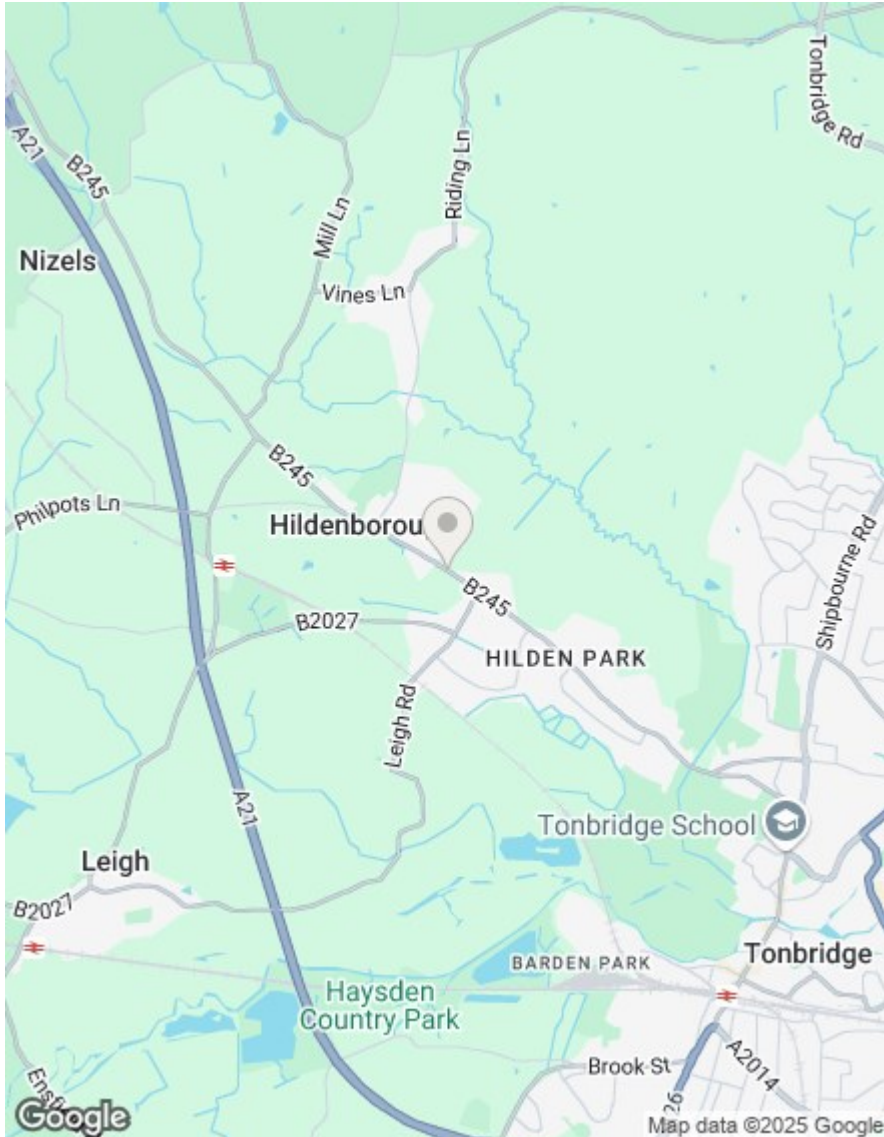 Tonbridge Rd
A21
B245
Riding Ln
Mill Ln
Nizels
Vines Ln
B245
Philpots Ln
Hildenborou
Shipbourne Rd
B245
B2027
HILDEN PARK
Leigh Rd
A21
Tonbridge School
Leigh
B2027
Tonbridge
BARDEN PARK
Haysden
Country Park
Brook St
A2014
26
Google
Map data ©2025 Google